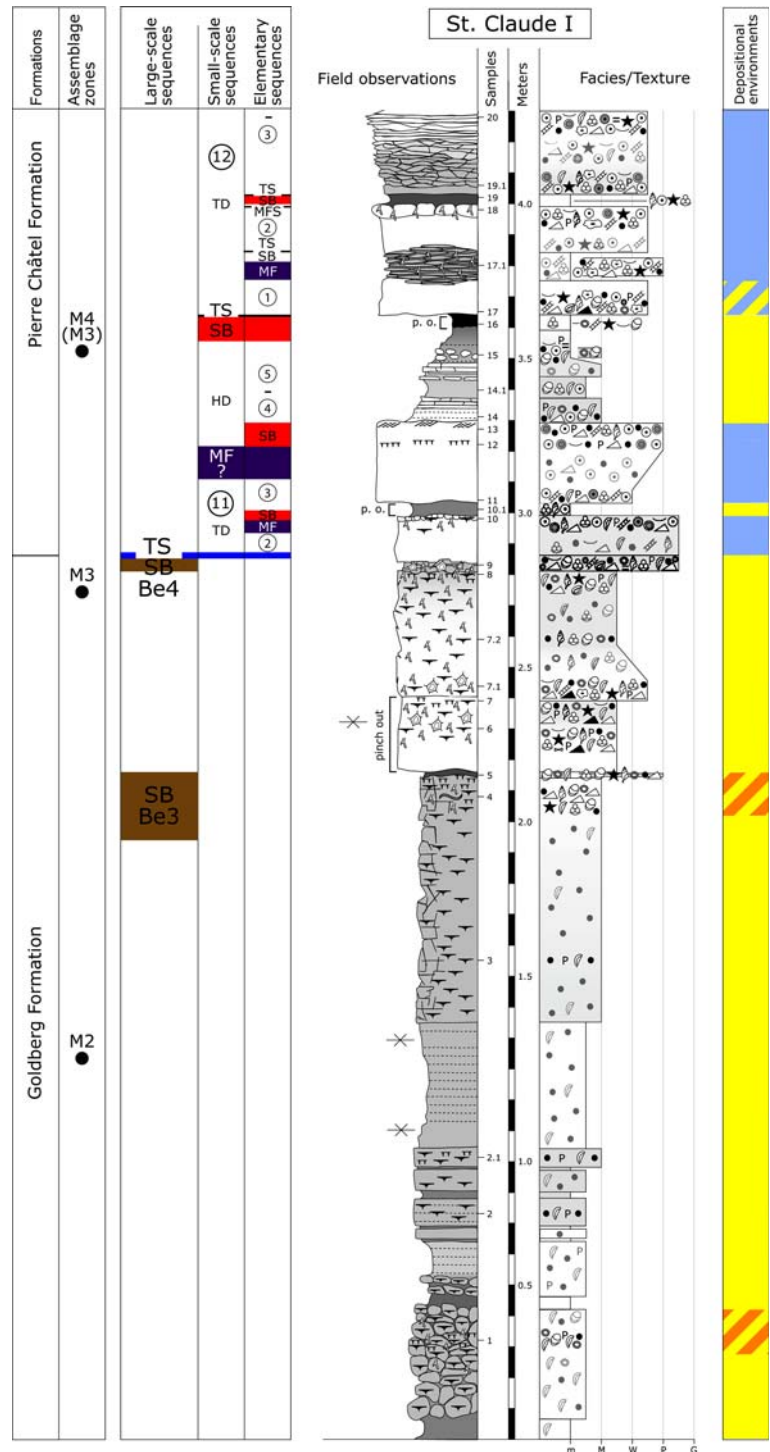 St. Claude I
Formations
Assemblage zones
Large-scale sequences
Small-scale sequences
Elementary sequences
Field observations
Samples
Meters
Facies/Texture
Depositional environments
Pierre Châtel Formation
Goldberg Formation
M4
(M3)
M3
M2
TS
SB
Be4
SB
Be3
12
TD
TS
SB
HD
MF
?
11
TD
3
TS
SB
MFS
2
TS
SB
MF
1
5
4
SB
3
SB
MF
2
p. o.
p. o.
pinch out
20
19.1
19
18
17.1
17
16
15
14.1
14
13
12
11
10.1
10
9
8
7.2
7.1
7
6
5
4
3
2.1
2
1
4.0
3.5
3.0
2.5
2.0
1.5
1.0
0.5
m M W P G